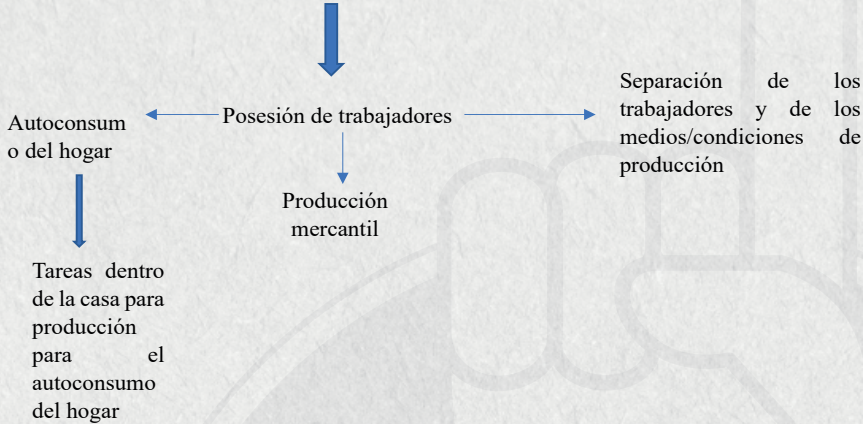 Posesión de trabajadores
Autoconsum
o del hogar
Separación de los
trabajadores y de los
medios/condiciones de
producción
Producción
mercantil
Tareas dentro
de la casa para
producción
para el
autoconsumo
del hogar